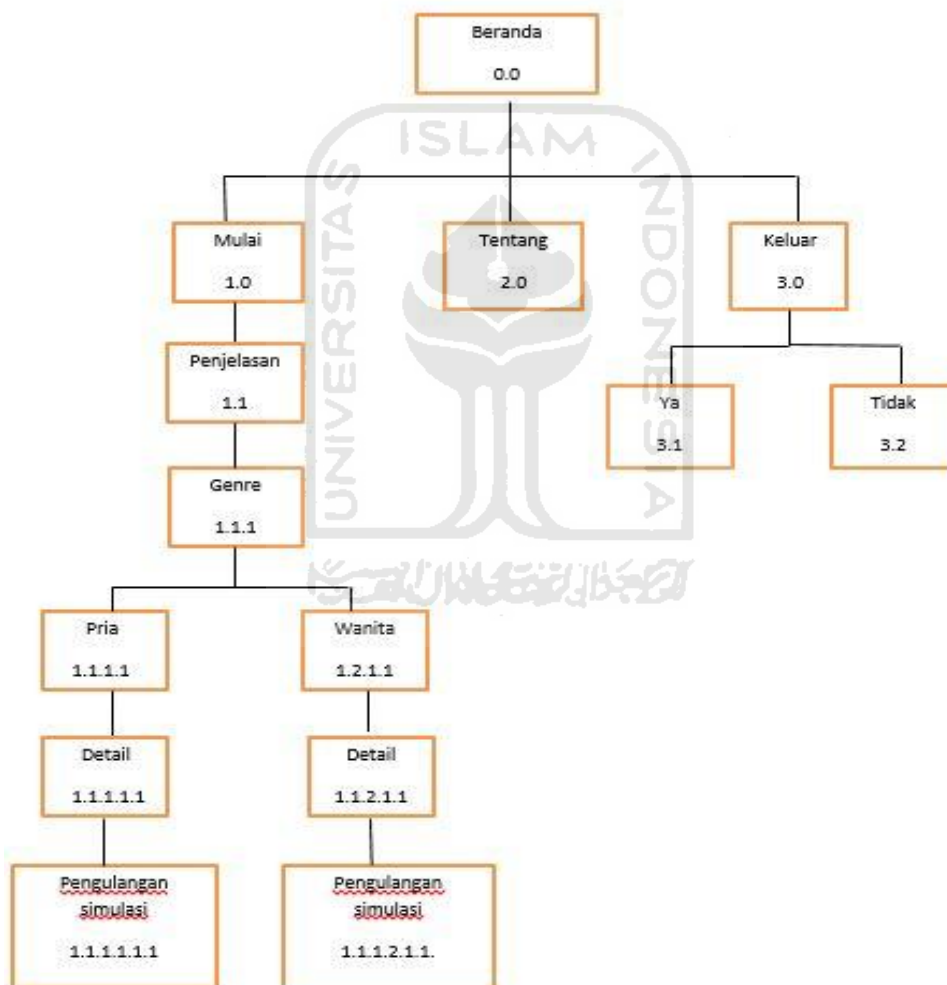 Beranda
0.0
UNIVERSITAS ISLAM INDONESIA
Mulai
1.0
Tentang
2.0
Keluar
3.0
Penjelasan
1.1
Ya
3.1
Tidak
3.2
Genre
1.1.1
Pria
1.1.1.1
Wanita
1.2.1.1
Detail
1.1.1.1.1
Detail
1.1.2.1.1
Pengulangan
simulasi
1.1.1.1.1.1
Pengulangan
simulasi
1.1.1.2.1.1.